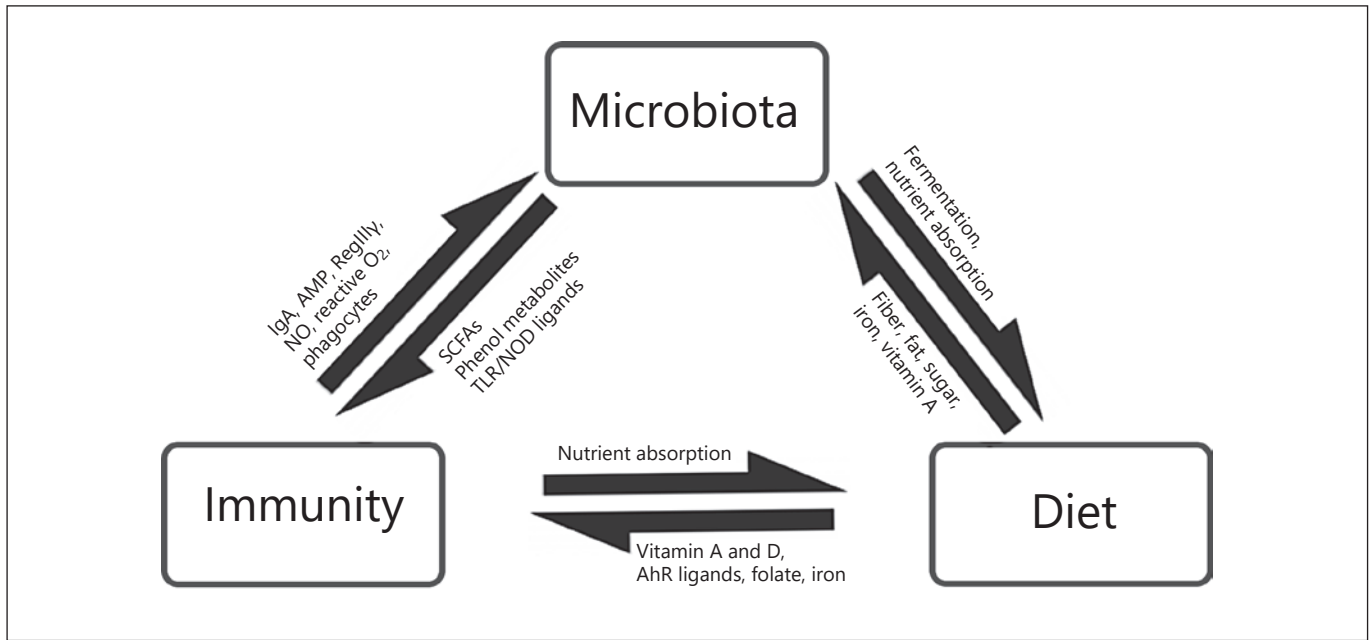 Microbiota
IgA, AMP, RegIIIγ,
NO, reactive O₂,
phagocytes
SCFAs
Phenol metabolites
TLR/NOD ligands
Fermentation,
nutrient absorption
Fiber, fat, sugar,
iron, vitamin A
Immunity
Nutrient absorption
Vitamin A and D,
AhR ligands, folate, iron
Diet